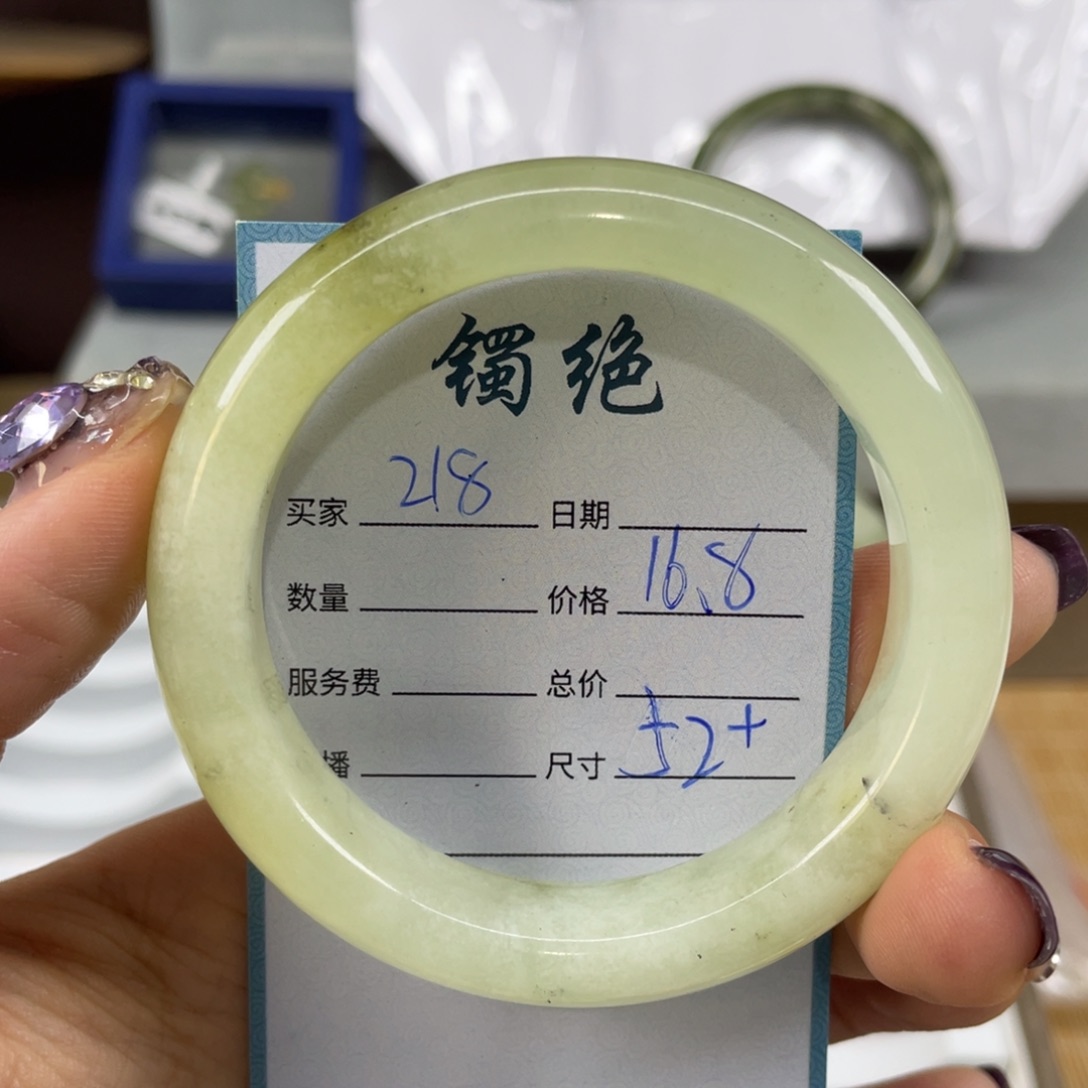 镯绝
买家 218 日期
数量 价格 16.8
服务费 总价
播 尺寸 52+